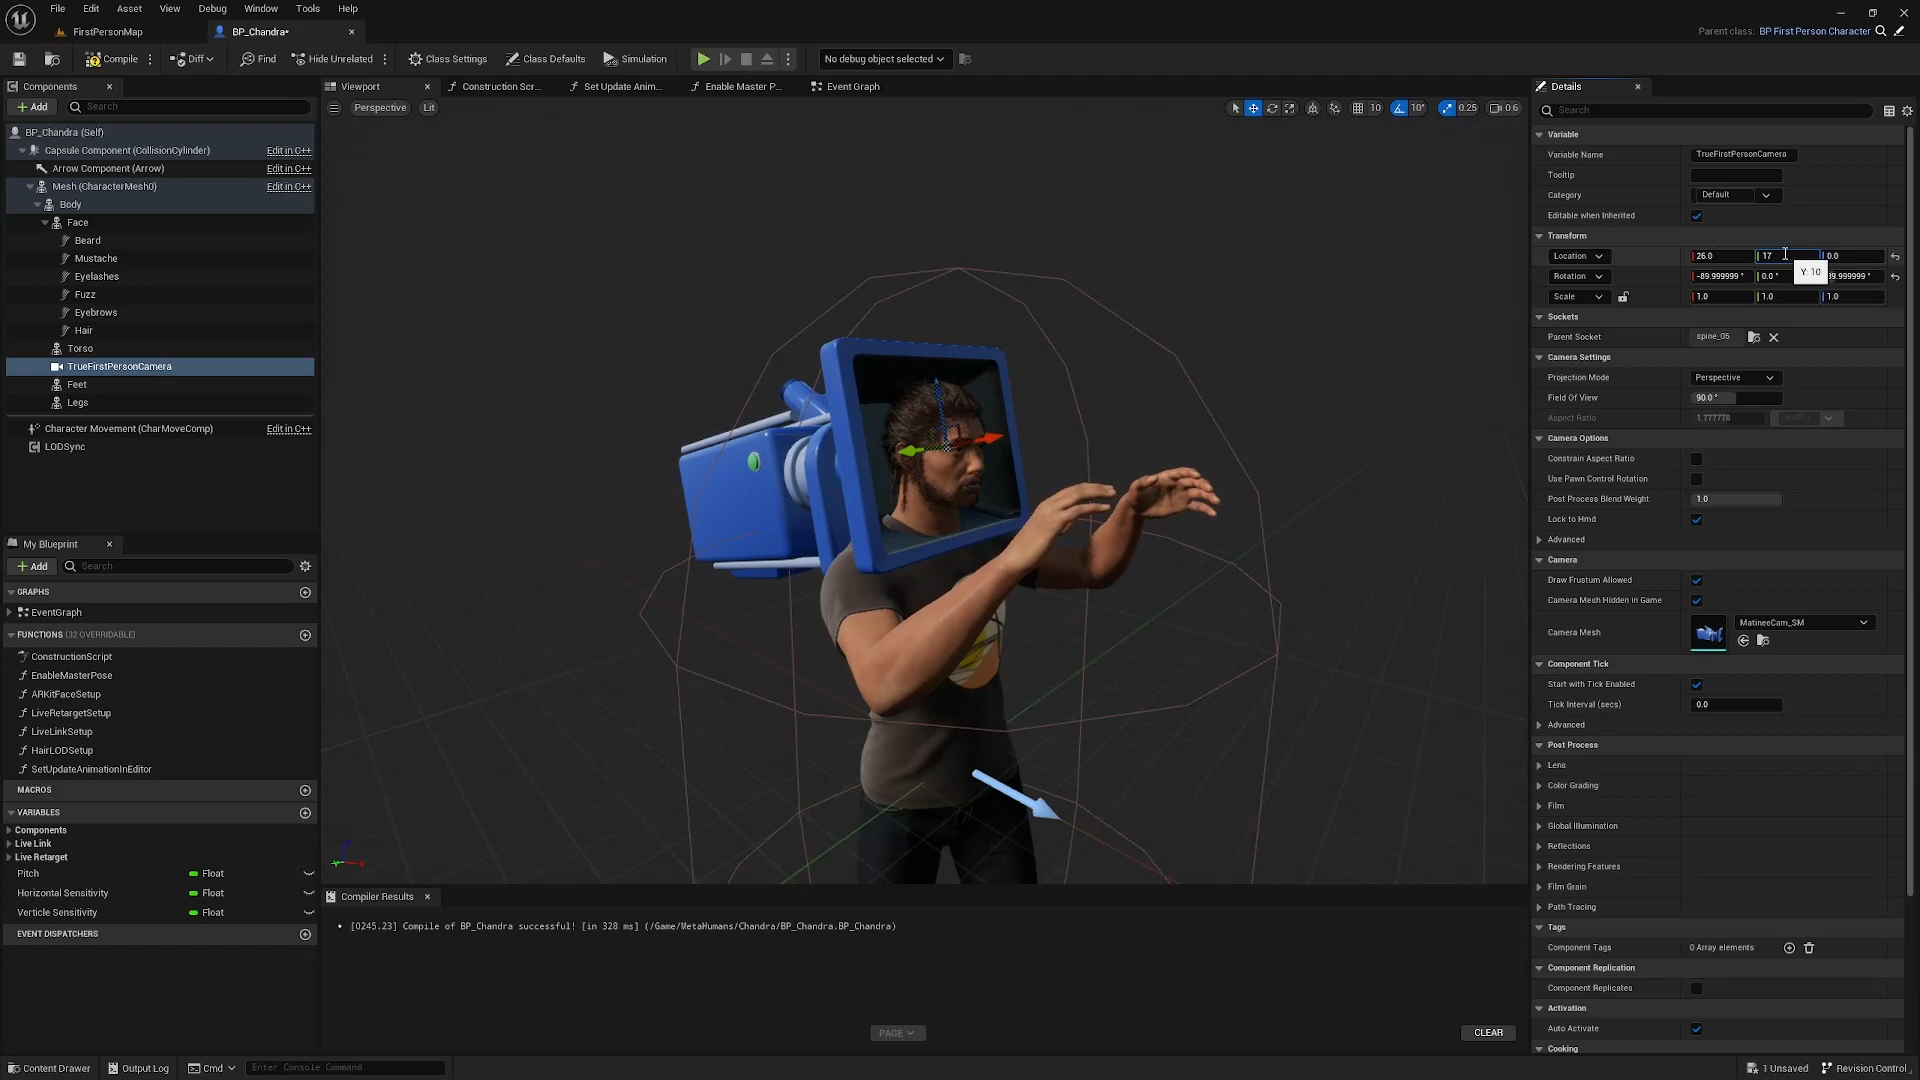 File Edit Asset View Debug Window Tools Help
FirstPersonMap
BP_Chandra•
Parent class: BP First Person Character
Compile
Diff
Find
Hide Unrelated
Class Settings
Class Defaults
Simulation
No debug object selected
Components
Add
Search
BP_Chandra (Self)
Capsule Component (CollisionCylinder) Edit in C++
Arrow Component (Arrow) Edit in C++
Mesh (CharacterMesh0) Edit in C++
Body
Face
Beard
Mustache
Eyelashes
Fuzz
Eyebrows
Hair
Torso
TrueFirstPersonCamera
Feet
Legs
Character Movement (CharMoveComp) Edit in C++
LODSync
My Blueprint
Add
Search
GRAPHS
EventGraph
FUNCTIONS (32 OVERRIDABLE)
ConstructionScript
EnableMasterPose
ARKitFaceSetup
LiveRetargetSetup
LiveLinkSetup
HairLODSetup
SetUpdateAnimationInEditor
MACROS
VARIABLES
Components
Live Link
Live Retarget
Pitch Float
Horizontal Sensitivity Float
Verticle Sensitivity Float
EVENT DISPATCHERS
Viewport
Construction Scr...
Set Update Anim...
Enable Master P...
Event Graph
Perspective
Lit
10
10°
0.25
0.6
Compiler Results
• [0245.23] Compile of BP_Chandra successful! [in 328 ms] (/Game/MetaHumans/Chandra/BP_Chandra.BP_Chandra)
PAGE
CLEAR
Details
Search
Variable
Variable Name TrueFirstPersonCamera
Tooltip
Category Default
Editable when Inherited
Transform
Location 26.0 17 0.0
Y: 10
Rotation -89.999999 ° 0.0 ° 89.999999 °
Scale 1.0 1.0 1.0
Sockets
Parent Socket spine_05
Camera Settings
Projection Mode Perspective
Field Of View 90.0 °
Aspect Ratio 1.777778
Camera Options
Constrain Aspect Ratio
Use Pawn Control Rotation
Post Process Blend Weight 1.0
Lock to Hmd
Advanced
Camera
Draw Frustum Allowed
Camera Mesh Hidden in Game
Camera Mesh MatineeCam_SM
Component Tick
Start with Tick Enabled
Tick Interval (secs) 0.0
Advanced
Post Process
Lens
Color Grading
Film
Global Illumination
Reflections
Rendering Features
Film Grain
Path Tracing
Tags
Component Tags 0 Array elements
Component Replication
Component Replicates
Activation
Auto Activate
Cooking
Content Drawer
Output Log
Cmd
Enter Console Command
1 Unsaved
Revision Control